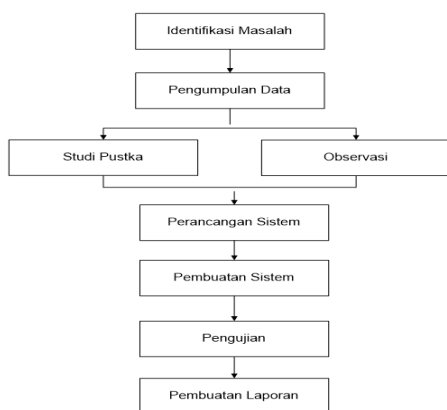 Identifikasi Masalah
Pengumpulan Data
Studi Pustka
Observasi
Perancangan Sistem
Pembuatan Sistem
Pengujian
Pembuatan Laporan